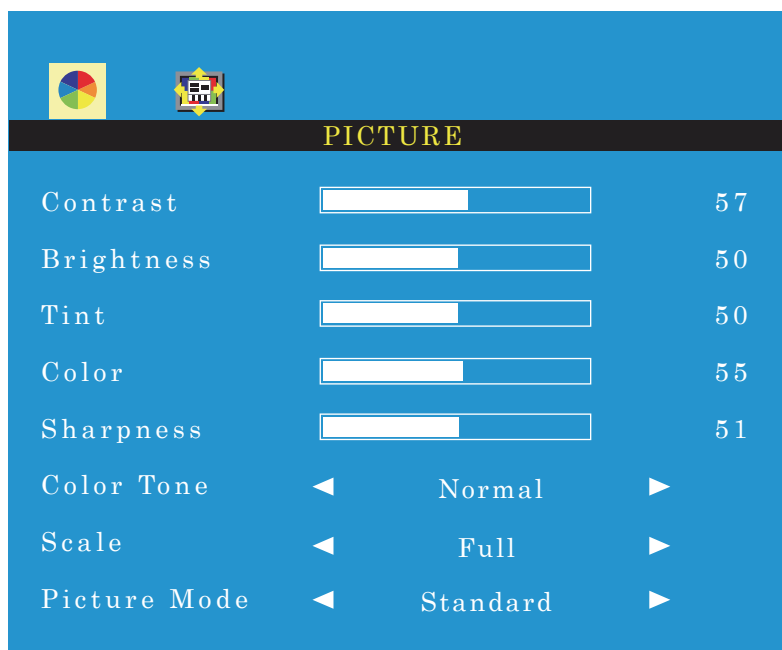 PICTURE
Contrast 57
Brightness 50
Tint 50
Color 55
Sharpness 51
Color Tone Normal
Scale Full
Picture Mode Standard